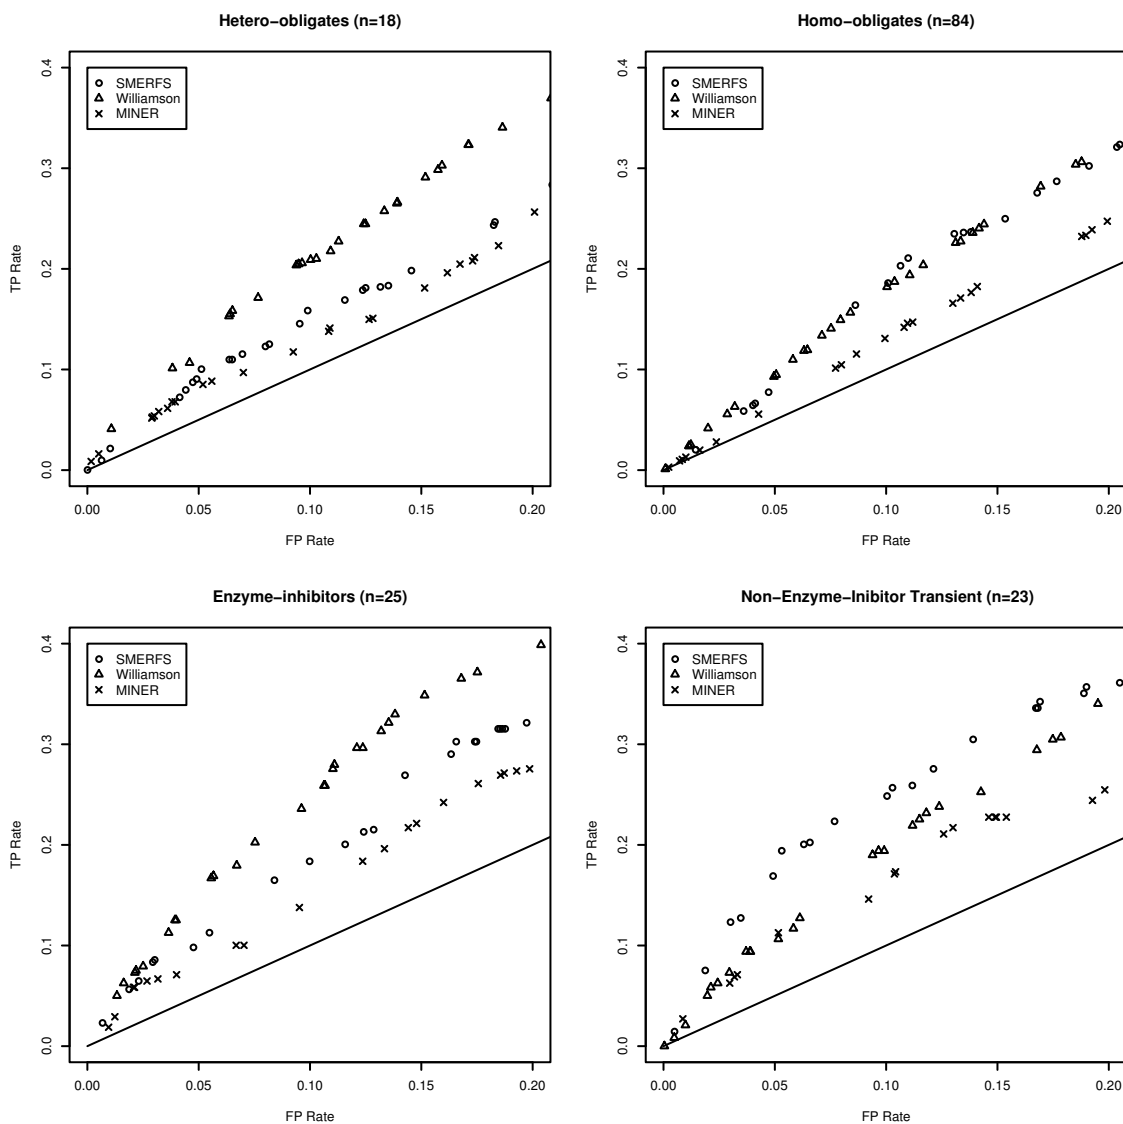 Hetero−obligates (n=18)
0.4
0.3
0.2
0.1
0.0
TP Rate
SMERFS
Williamson
MINER
0.00 0.05 0.10 0.15 0.20
FP Rate
Homo−obligates (n=84)
0.4
0.3
0.2
0.1
0.0
TP Rate
SMERFS
Williamson
MINER
0.00 0.05 0.10 0.15 0.20
FP Rate
Enzyme−inhibitors (n=25)
0.4
0.3
0.2
0.1
0.0
TP Rate
SMERFS
Williamson
MINER
0.00 0.05 0.10 0.15 0.20
FP Rate
Non−Enzyme−Inibitor Transient (n=23)
0.4
0.3
0.2
0.1
0.0
TP Rate
SMERFS
Williamson
MINER
0.00 0.05 0.10 0.15 0.20
FP Rate